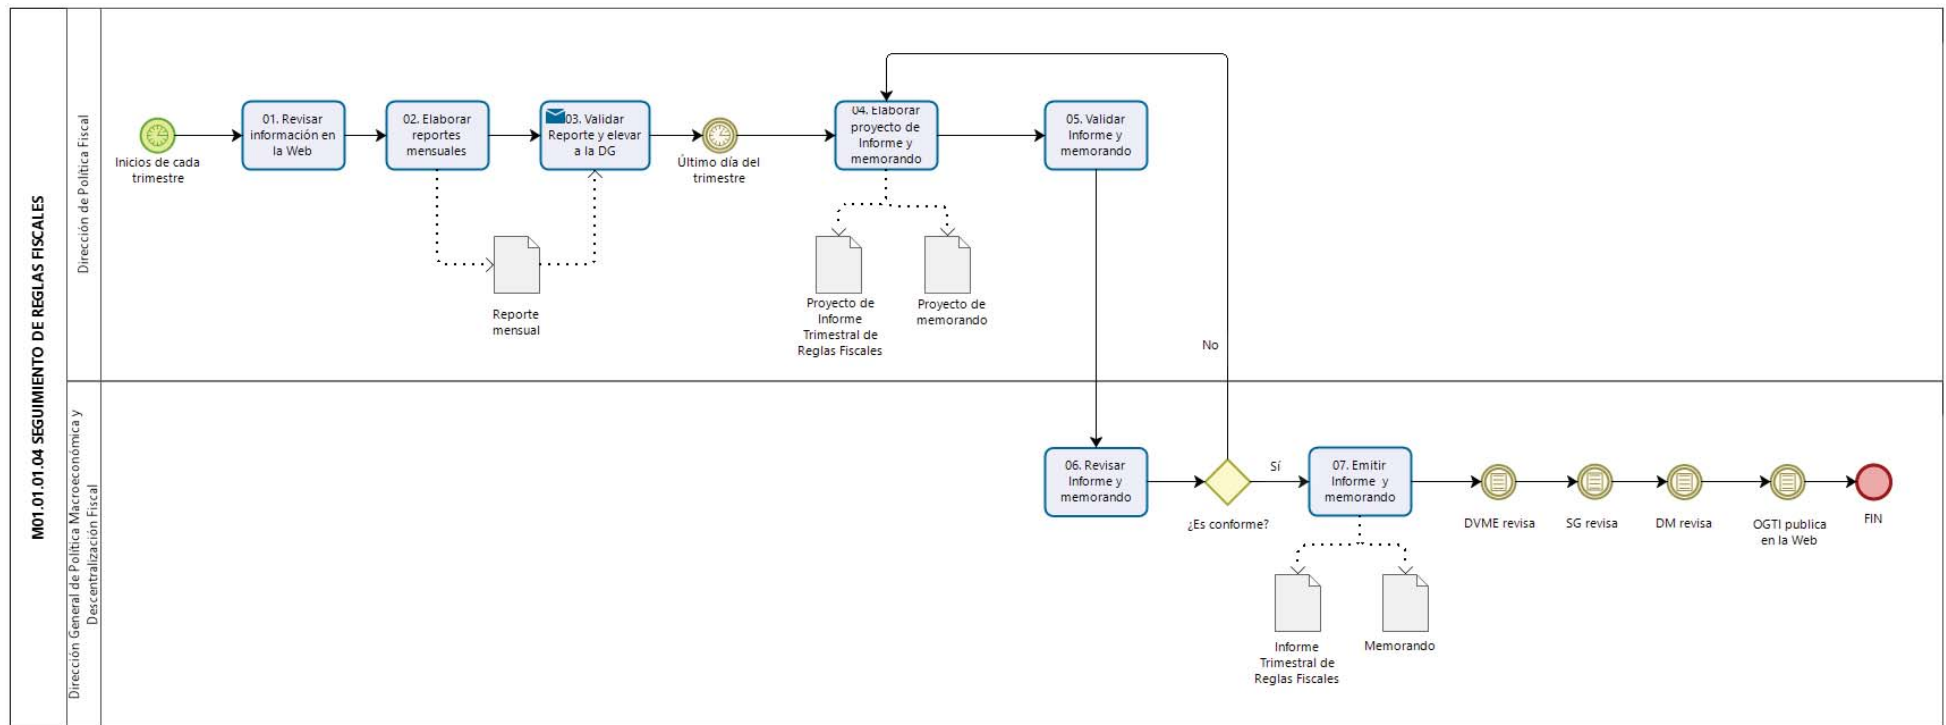 M01.01.01.04 SEGUIMIENTO DE REGLAS FISCALES
Dirección de Política Fiscal
Inicios de cada
trimestre
01. Revisar
información en
la Web
02. Elaborar
reportes
mensuales
03. Validar
Reporte y elevar
a la DG
Último día del
trimestre
04. Elaborar
proyecto de
Informe y
memorando
05. Validar
Informe y
memorando
Reporte
mensual
Proyecto de
Informe
Trimestral de
Reglas Fiscales
Proyecto de
memorando
No
Dirección General de Política Macroeconómica y
Descentralización Fiscal
06. Revisar
Informe y
memorando
¿Es conforme?
Sí
07. Emitir
Informe y
memorando
DVME revisa
SG revisa
DM revisa
OGTI publica
en la Web
FIN
Informe
Trimestral de
Reglas Fiscales
Memorando